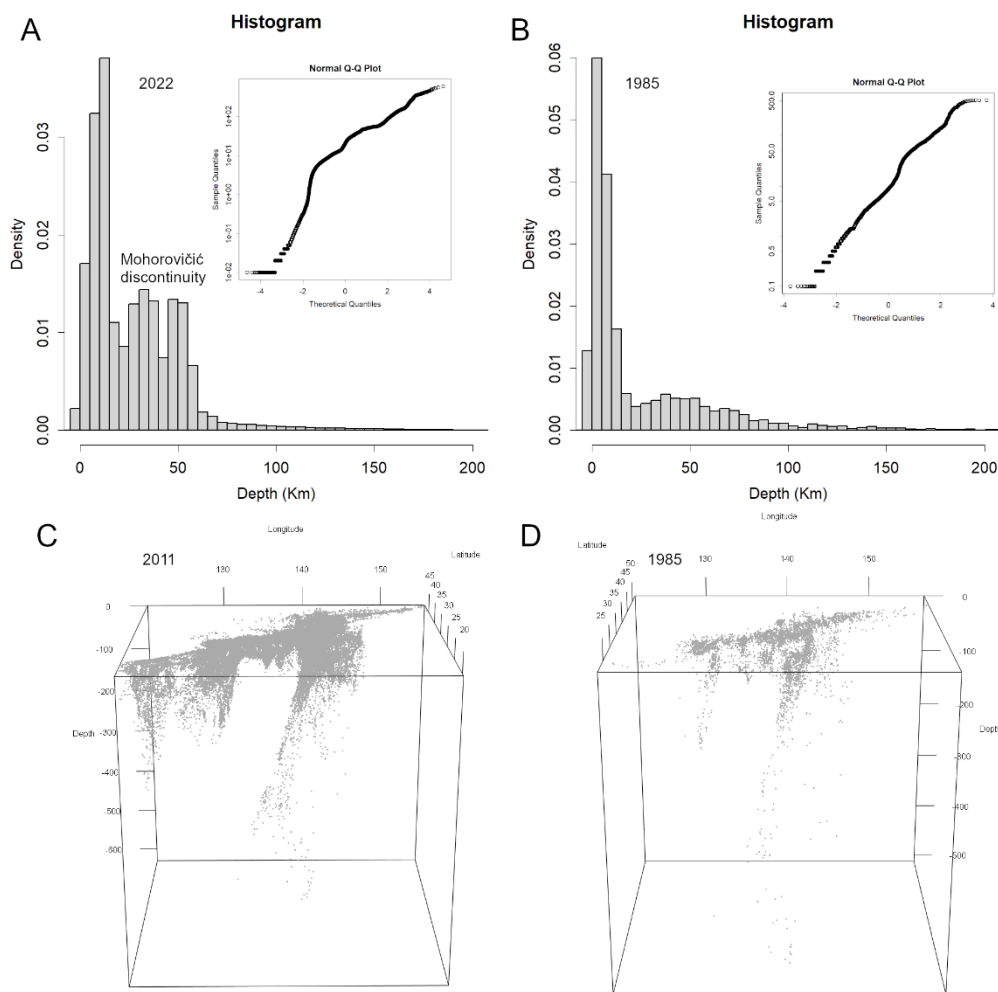 A
Histogram
2022
Normal Q-Q Plot
Sample Quantiles
1e+02
1e+01
1e+00
1e-01
1e-02
-4
-2
0
2
4
Theoretical Quantiles
Density
0.03
0.02
0.01
0.00
Mohorovičić
discontinuity
0
50
100
150
200
Depth (Km)
B
Histogram
1985
Normal Q-Q Plot
Sample Quantiles
500.0
50.0
5.0
0.5
0.1
-4
-2
0
2
4
Theoretical Quantiles
Density
0.06
0.05
0.04
0.03
0.02
0.01
0.00
0
50
100
150
200
Depth (Km)
C
2011
Longitude
130
140
150
Latitude
45
40
35
30
25
20
0
-100
-200
-300
Depth
-400
-500
-600
D
1985
Longitude
130
140
150
Latitude
50
45
40
35
30
25
0
-100
-200
Depth
-300
-400
-500